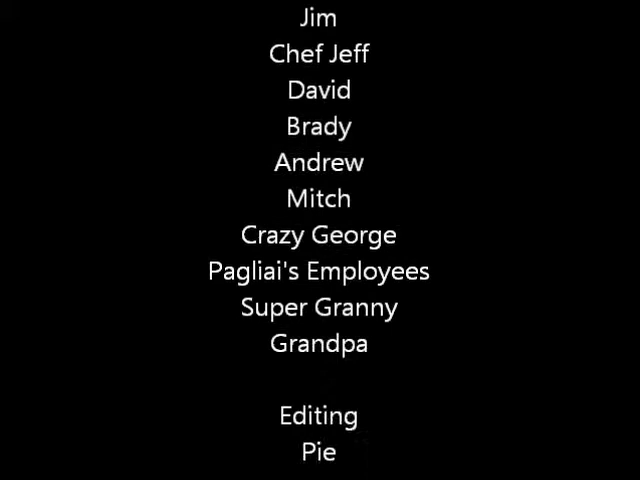 Jim
Chef Jeff
David
Brady
Andrew
Mitch
Crazy George
Pagliai's Employees
Super Granny
Grandpa
Editing
Pie